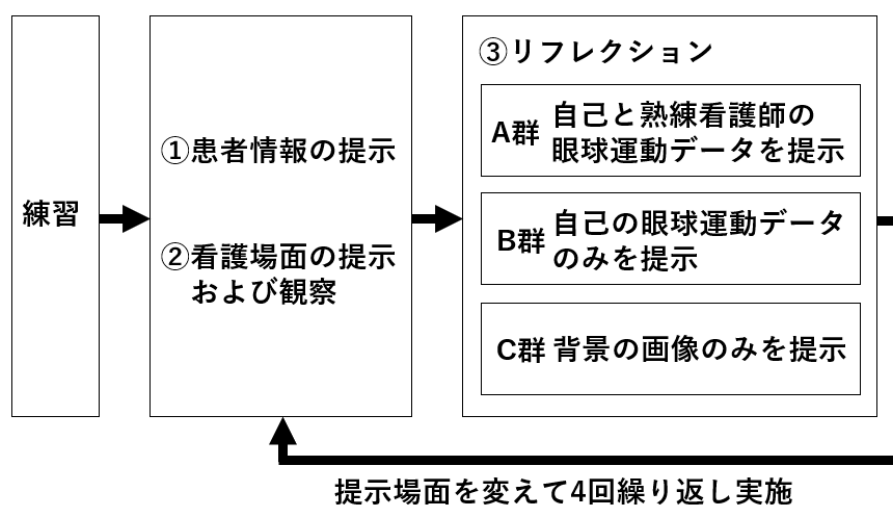 練習
①患者情報の提示
②看護場面の提示
および観察
③リフレクション
A群 自己と熟練看護師の
眼球運動データを提示
B群 自己の眼球運動データ
のみを提示
C群 背景の画像のみを提示
提示場面を変えて4回繰り返し実施